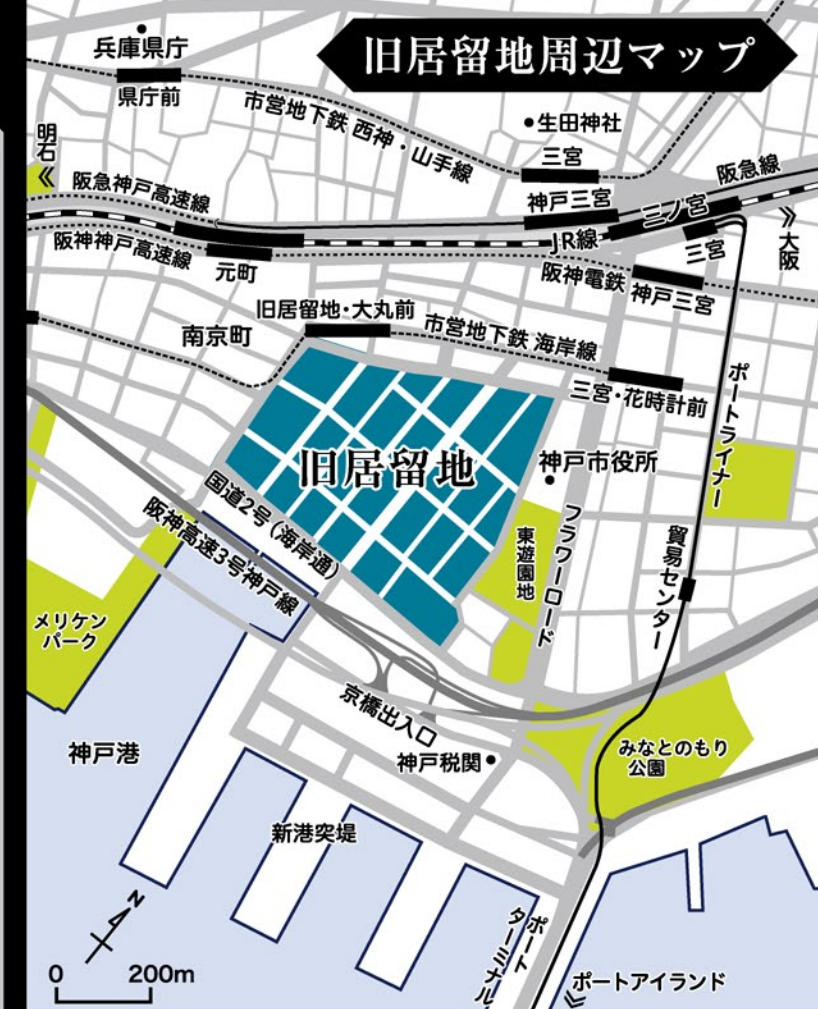 旧居留地周辺マップ
兵庫県庁
県庁前
市営地下鉄 西神・山手線
生田神社
三宮
明石
阪急神戸高速線
神戸三宮
三ノ宮
阪急線
JR線
三宮
大阪
阪神神戸高速線
元町
阪神電鉄
神戸三宮
旧居留地・大丸前
南京町
市営地下鉄 海岸線
三宮・花時計前
ポートライナー
旧居留地
神戸市役所
国道2号(海岸通)
阪神高速3号神戸線
東遊園地
フラワーロード
貿易センター
メリケン
パーク
京橋出入口
神戸税関
みなとのもり
公園
神戸港
新港突堤
N
0
200m
ポート
ターミナル
ポートアイランド